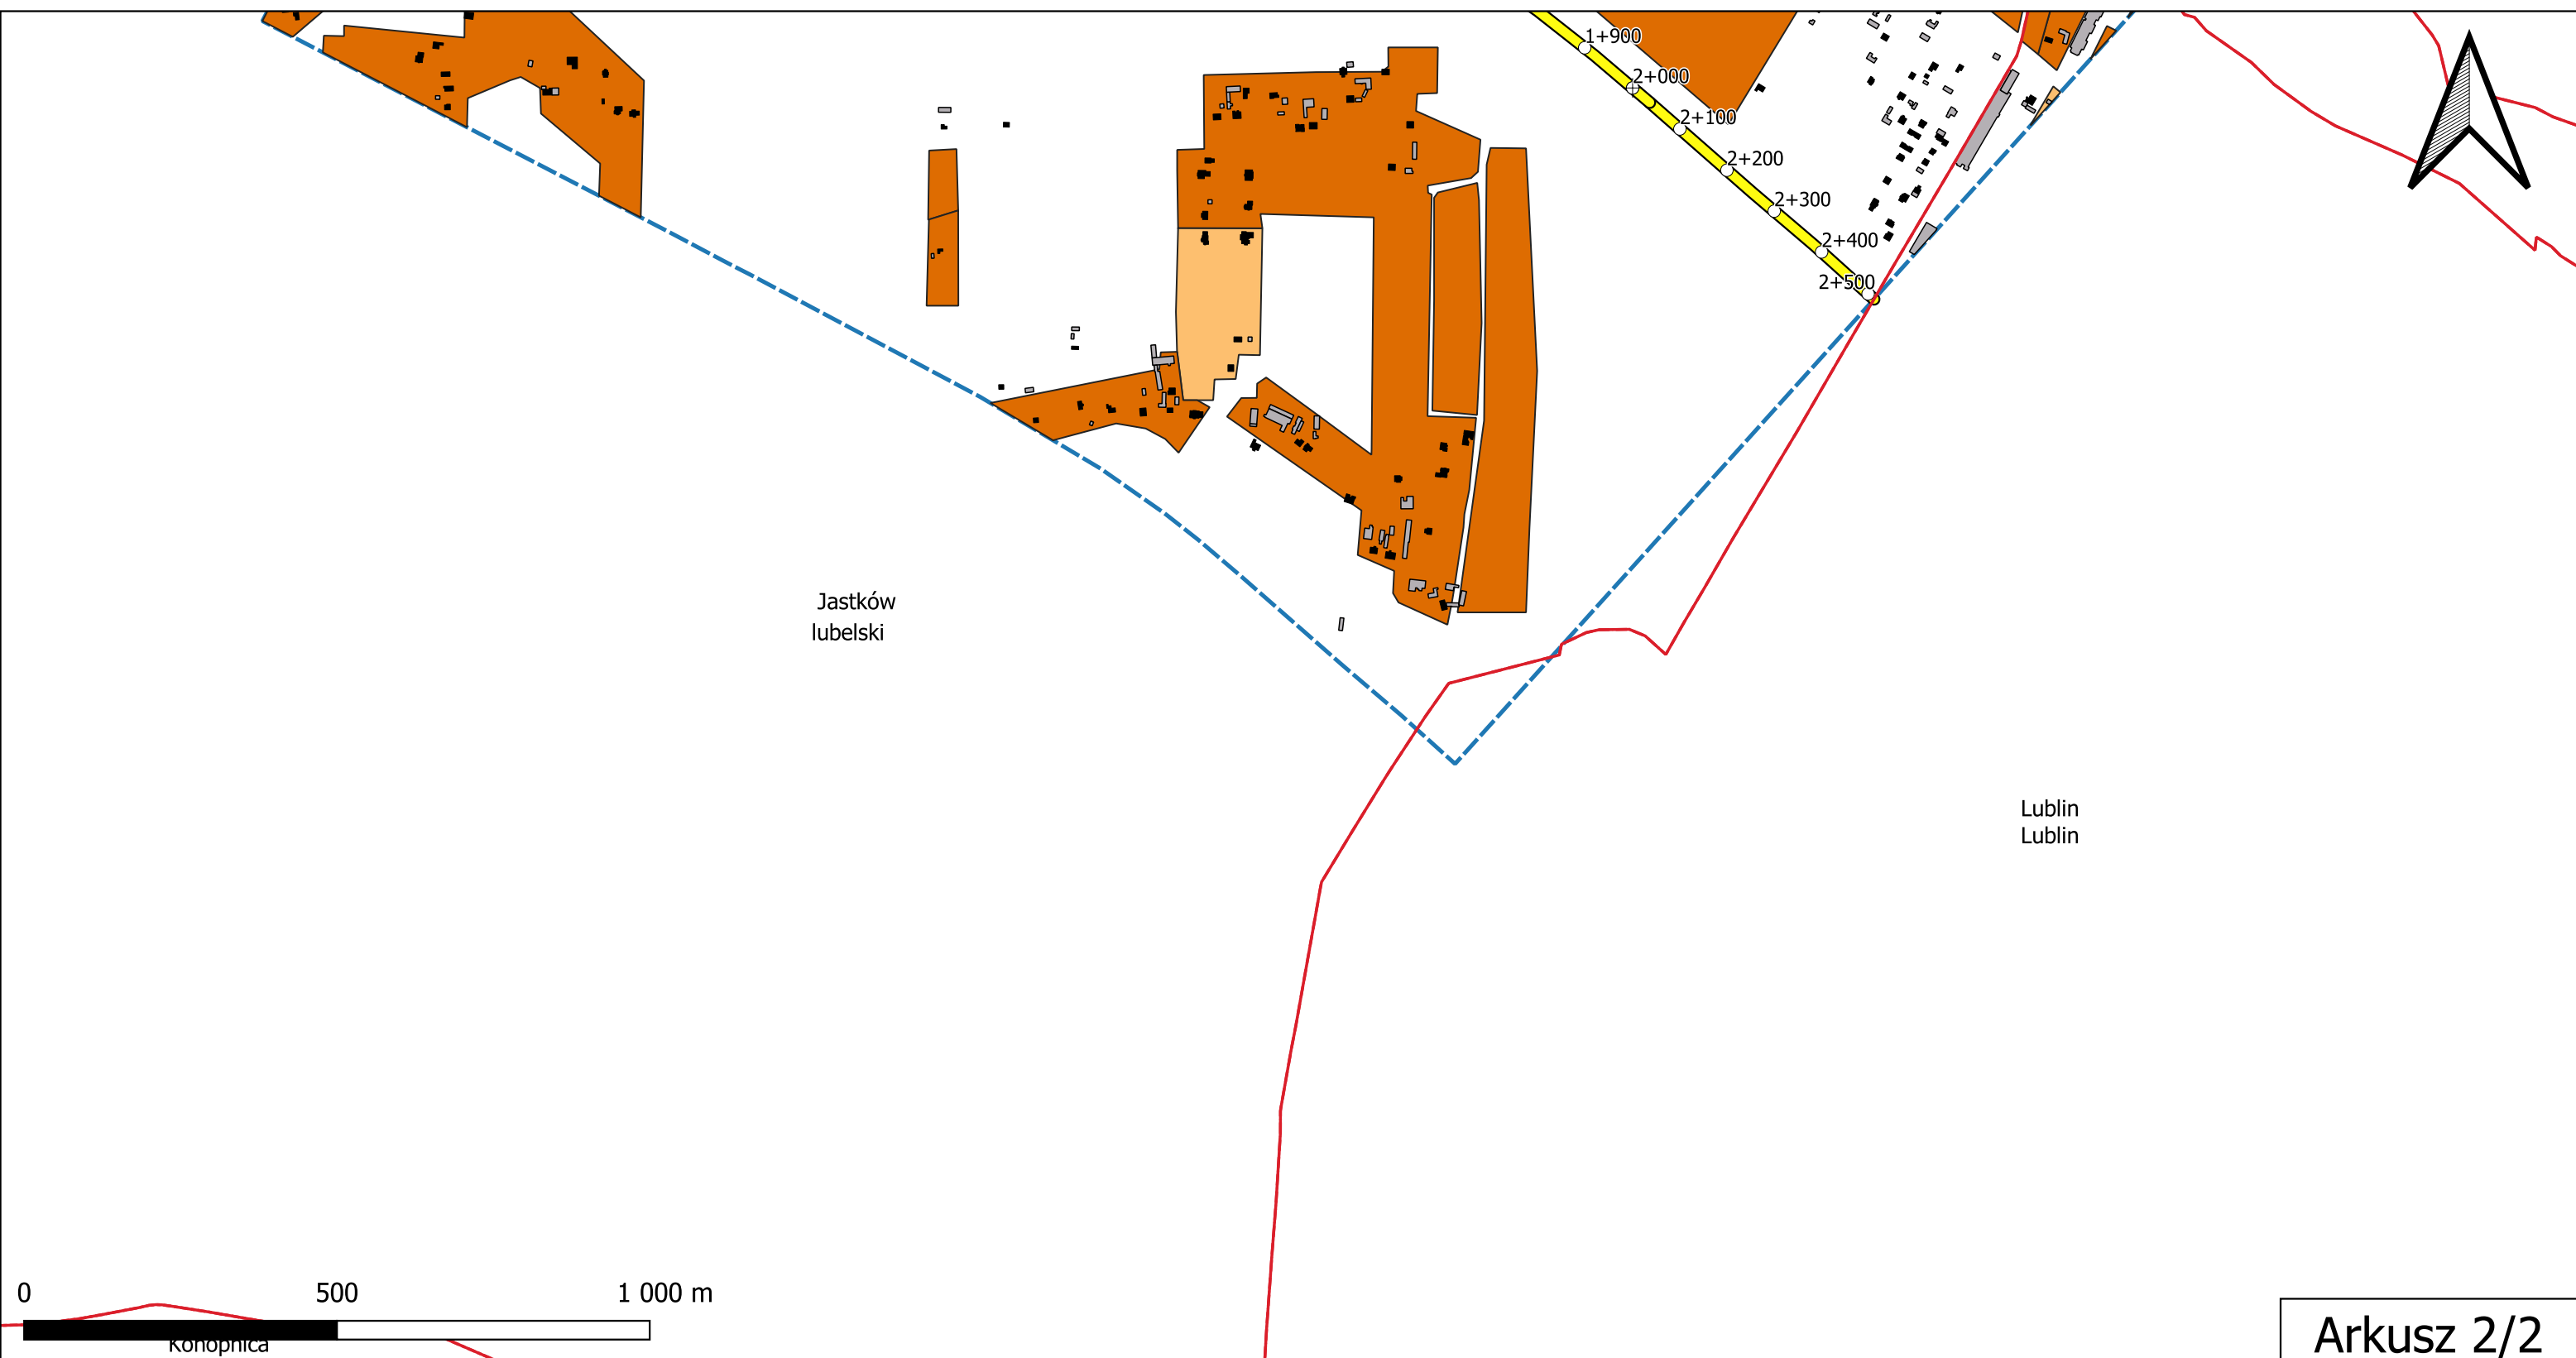 1+900
2+000
2+100
2+200
2+300
2+400
2+500
Jastków
lubelski
Lublin
Lublin
0 500 1 000 m
Konopnica
Arkusz 2/2